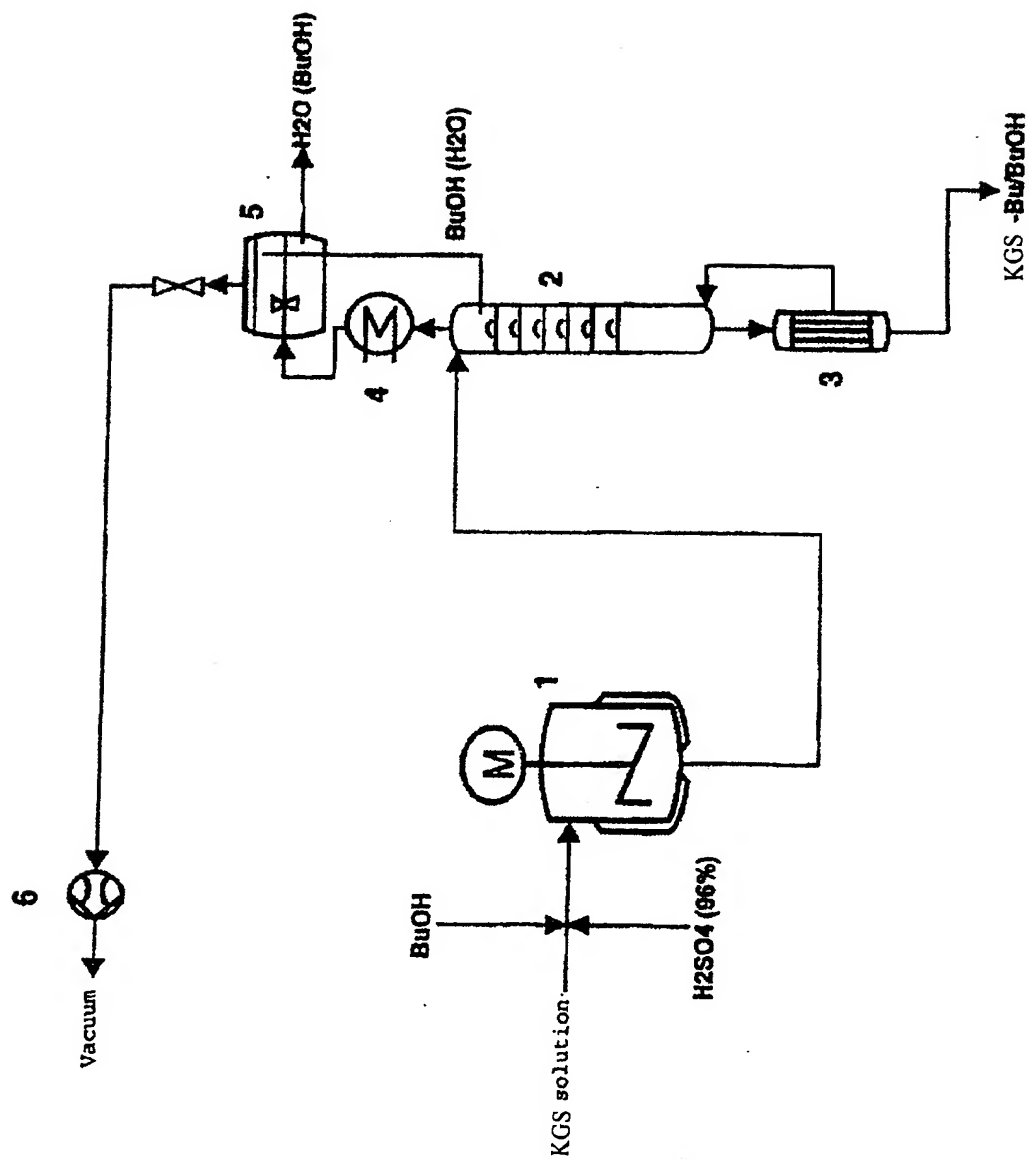 Vacuum
6
KGS solution
BuOH
H2SO4 (96%)
M
1
2
3
4
5
BuOH (H2O)
H2O (BuOH)
KGS -Bu/BuOH